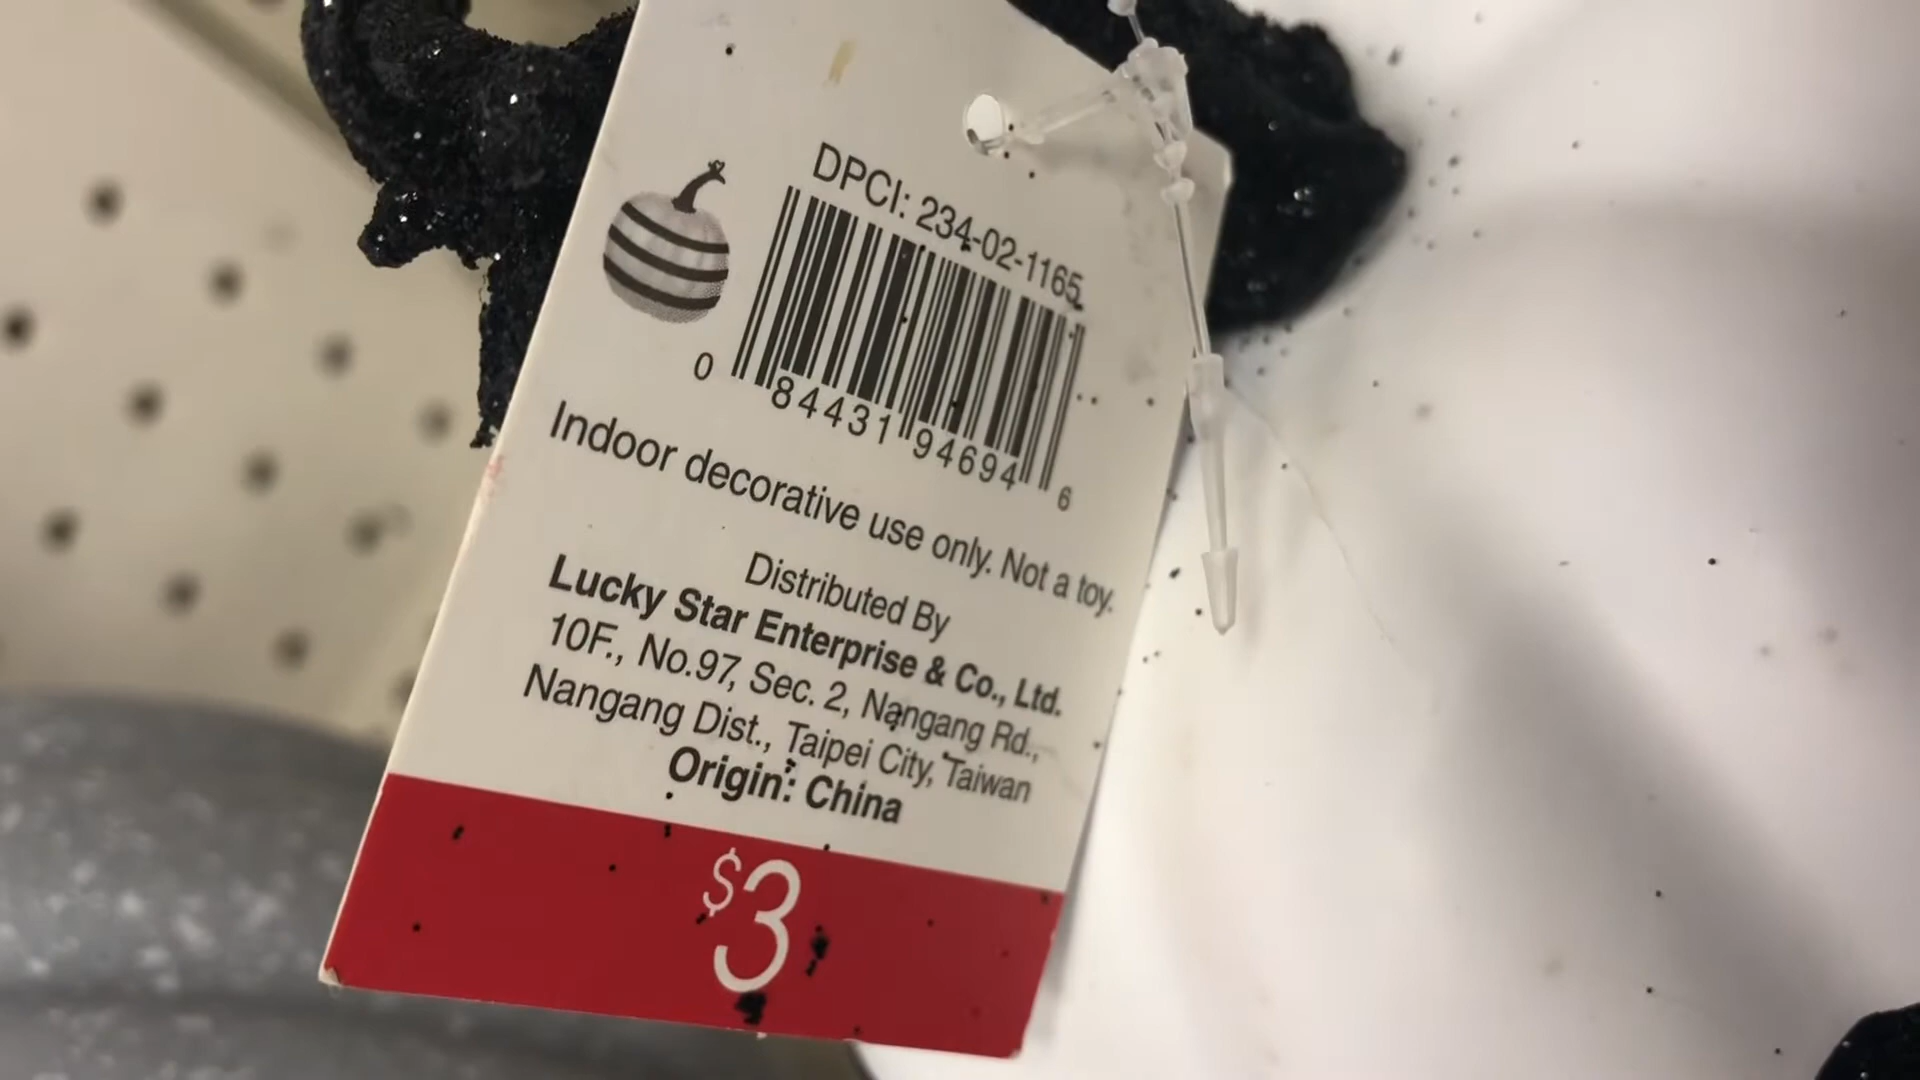 DPCI: 234-02-1165
0 84431 94694 6
Indoor decorative use only. Not a toy.
Distributed By
Lucky Star Enterprise & Co., Ltd.
10F., No.97, Sec. 2, Nangang Rd.,
Nangang Dist., Taipei City, Taiwan
Origin: China
$3